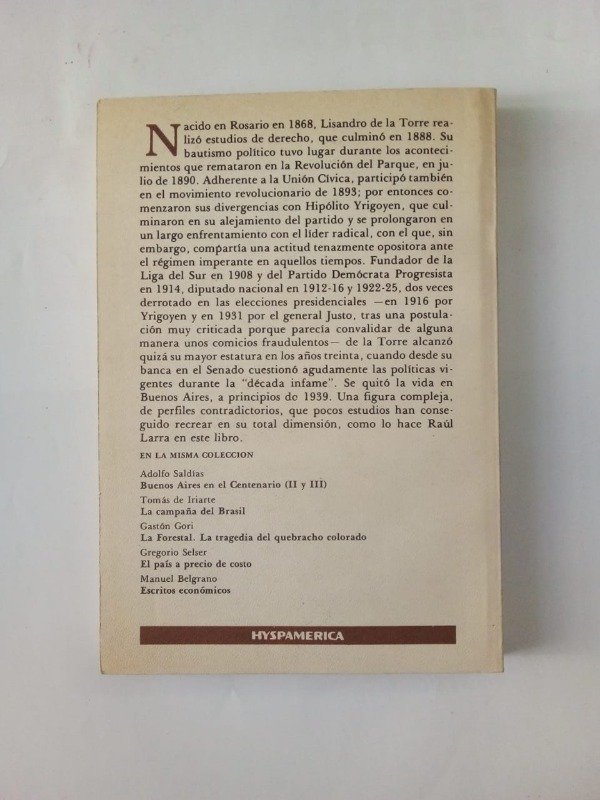 Nacido en Rosario en 1868, Lisandro de la Torre rea-
lizó estudios de derecho, que culminó en 1888. Su
bautismo político tuvo lugar durante los aconteci-
mientos que remataron en la Revolución del Parque, en ju-
lio de 1890. Adherente a la Unión Cívica, participó también
en el movimiento revolucionario de 1893; por entonces co-
menzaron sus divergencias con Hipólito Yrigoyen, que cul-
minaron en su alejamiento del partido y se prolongaron en
un largo enfrentamiento con el líder radical, con el que, sin
embargo, compartía una actitud tenazmente opositora ante
el régimen imperante en aquellos tiempos. Fundador de la
Liga del Sur en 1908 y del Partido Demócrata Progresista
en 1914, diputado nacional en 1912-16 y 1922-25, dos veces
derrotado en las elecciones presidenciales —en 1916 por
Yrigoyen y en 1931 por el general Justo, tras una postula-
ción muy criticada porque parecía convalidar de alguna
manera unos comicios fraudulentos— de la Torre alcanzó
quizá su mayor estatura en los años treinta, cuando desde su
banca en el Senado cuestionó agudamente las políticas vi-
gentes durante la "década infame". Se quitó la vida en
Buenos Aires, a principios de 1939. Una figura compleja,
de perfiles contradictorios, que pocos estudios han conse-
guido recrear en su total dimensión, como lo hace Raúl
Larra en este libro.
EN LA MISMA COLECCION
Adolfo Saldías
Buenos Aires en el Centenario (II y III)
Tomás de Iriarte
La campaña del Brasil
Gastón Gori
La Forestal. La tragedia del quebracho colorado
Gregorio Selser
El país a precio de costo
Manuel Belgrano
Escritos económicos
HYSPAMERICA